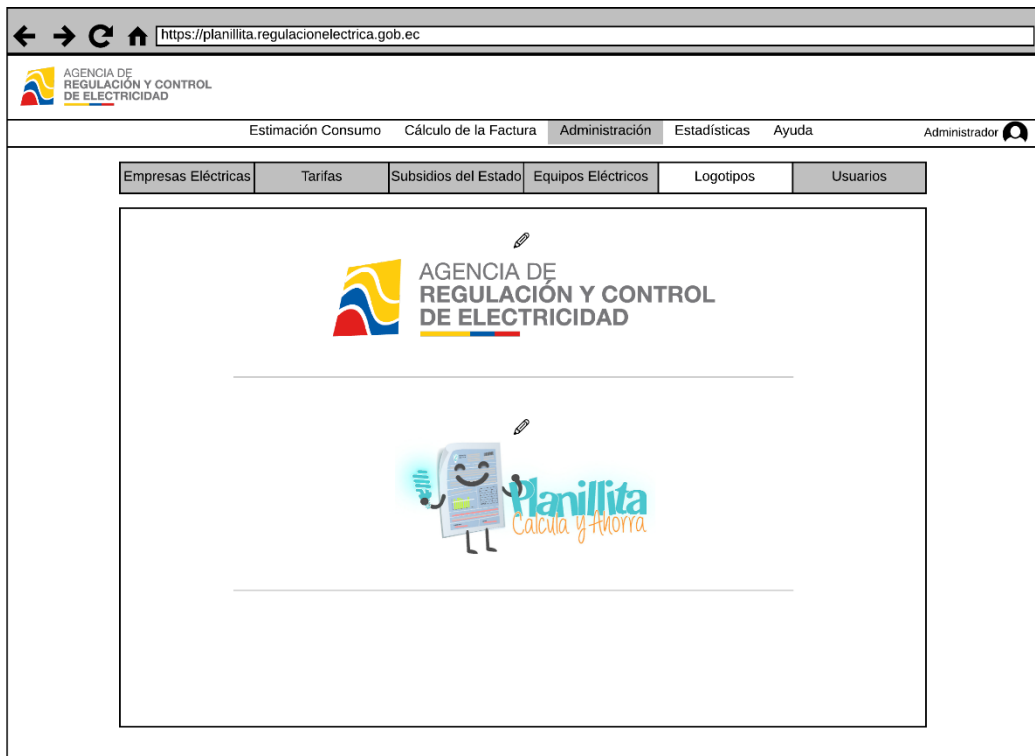 https://planillita.regulacionelectrica.gob.ec
AGENCIA DE
REGULACIÓN Y CONTROL
DE ELECTRICIDAD
Estimación Consumo Cálculo de la Factura Administración Estadísticas Ayuda Administrador
Empresas Eléctricas Tarifas Subsidios del Estado Equipos Eléctricos Logotipos Usuarios
AGENCIA DE
REGULACIÓN Y CONTROL
DE ELECTRICIDAD
Planillita
Calcula y Ahorra